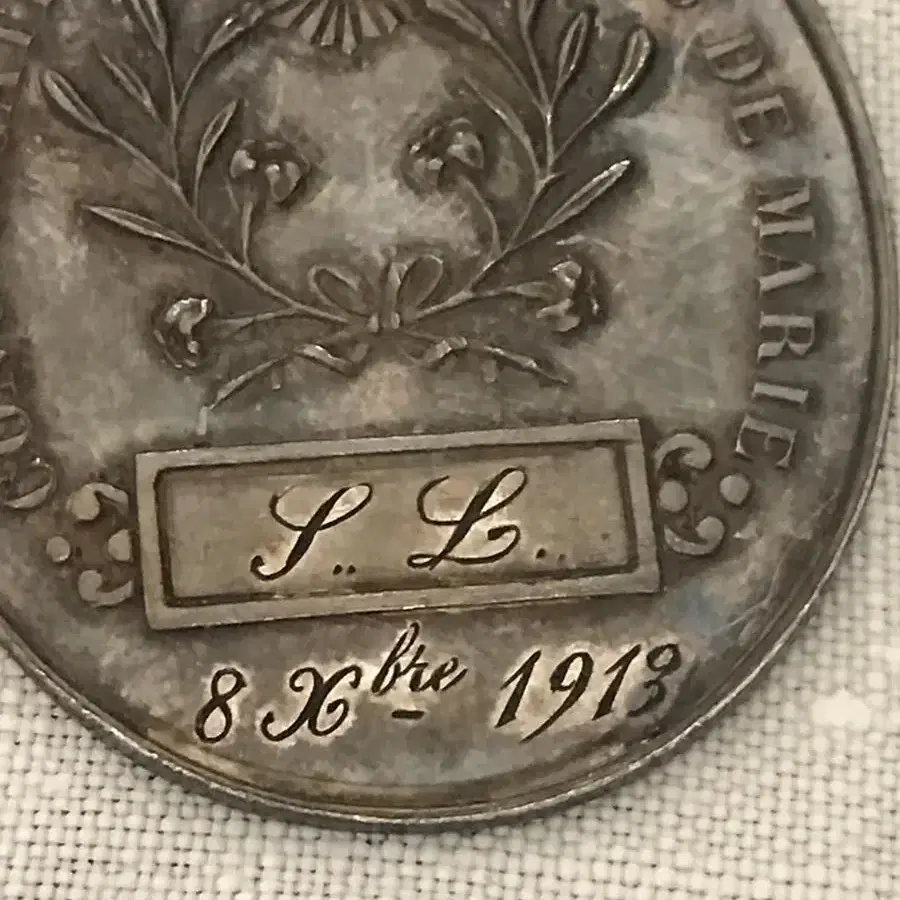 DE MARIE
S.. L..
8 Xbre 1913